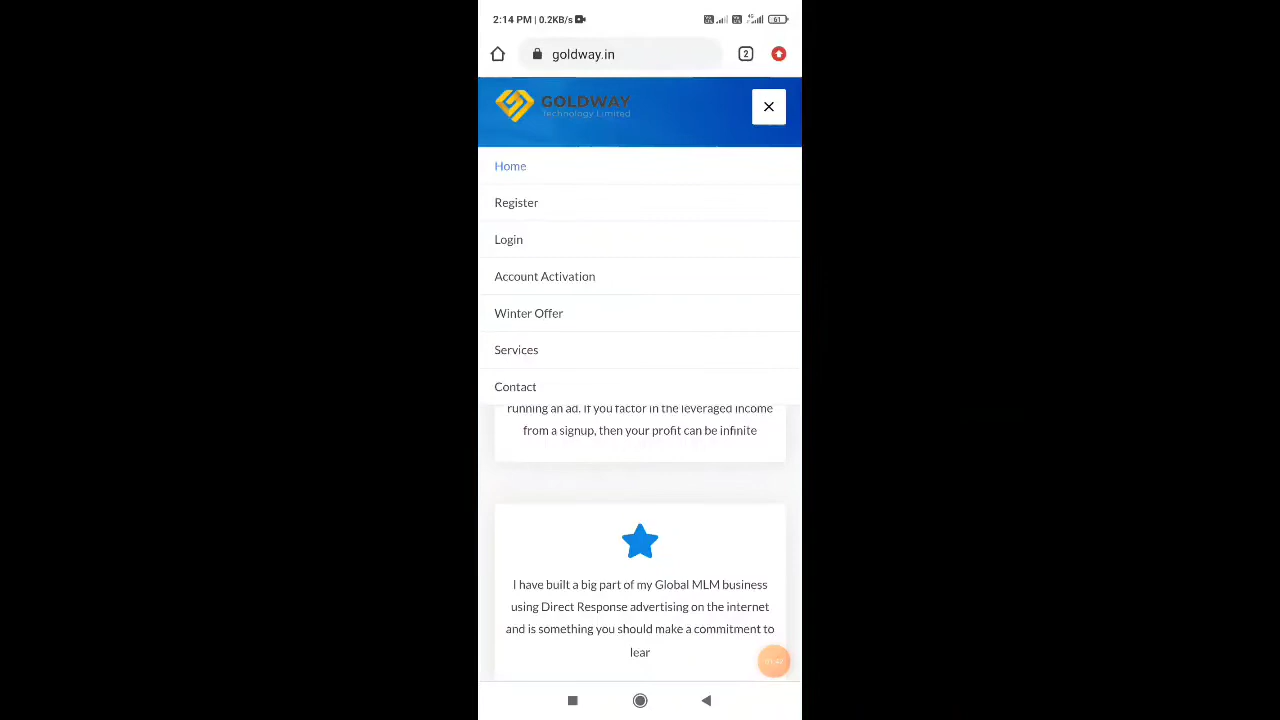 2:14 PM | 0.2KB/s
61
goldway.in
2
GOLDWAY
Technology Limited
Home
Register
Login
Account Activation
Winter Offer
Services
Contact
running an ad. If you factor in the leveraged income
from a signup, then your profit can be infinite
I have built a big part of my Global MLM business
using Direct Response advertising on the internet
and is something you should make a commitment to
lear